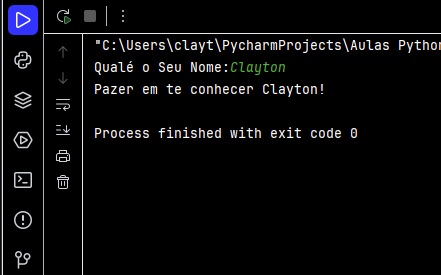 "C:\Users\clayt\PycharmProjects\Aulas Python
Qualé o Seu Nome:Clayton
Pazer em te conhecer Clayton!
Process finished with exit code 0